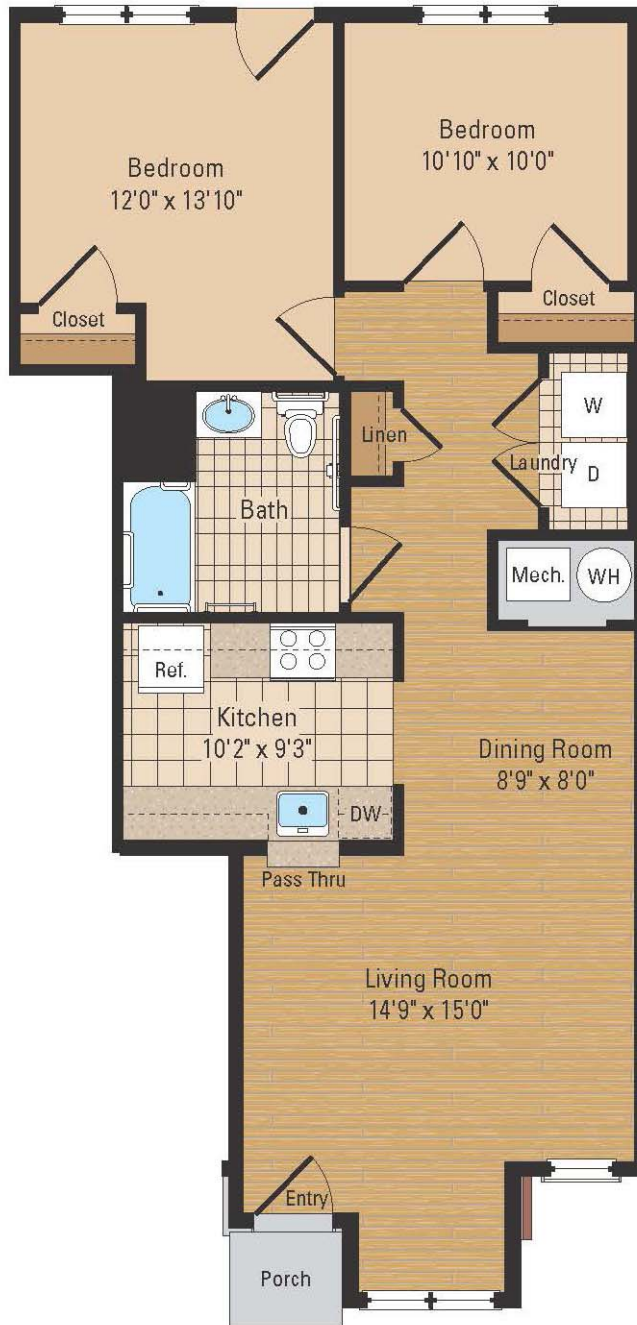 Bedroom
12'0" x 13'10"
Bedroom
10'10" x 10'0"
Closet
Closet
Linen
W
Laundry
D
Bath
Mech.
WH
Ref.
Kitchen
10'2" x 9'3"
Dining Room
8'9" x 8'0"
DW
Pass Thru
Living Room
14'9" x 15'0"
Entry
Porch